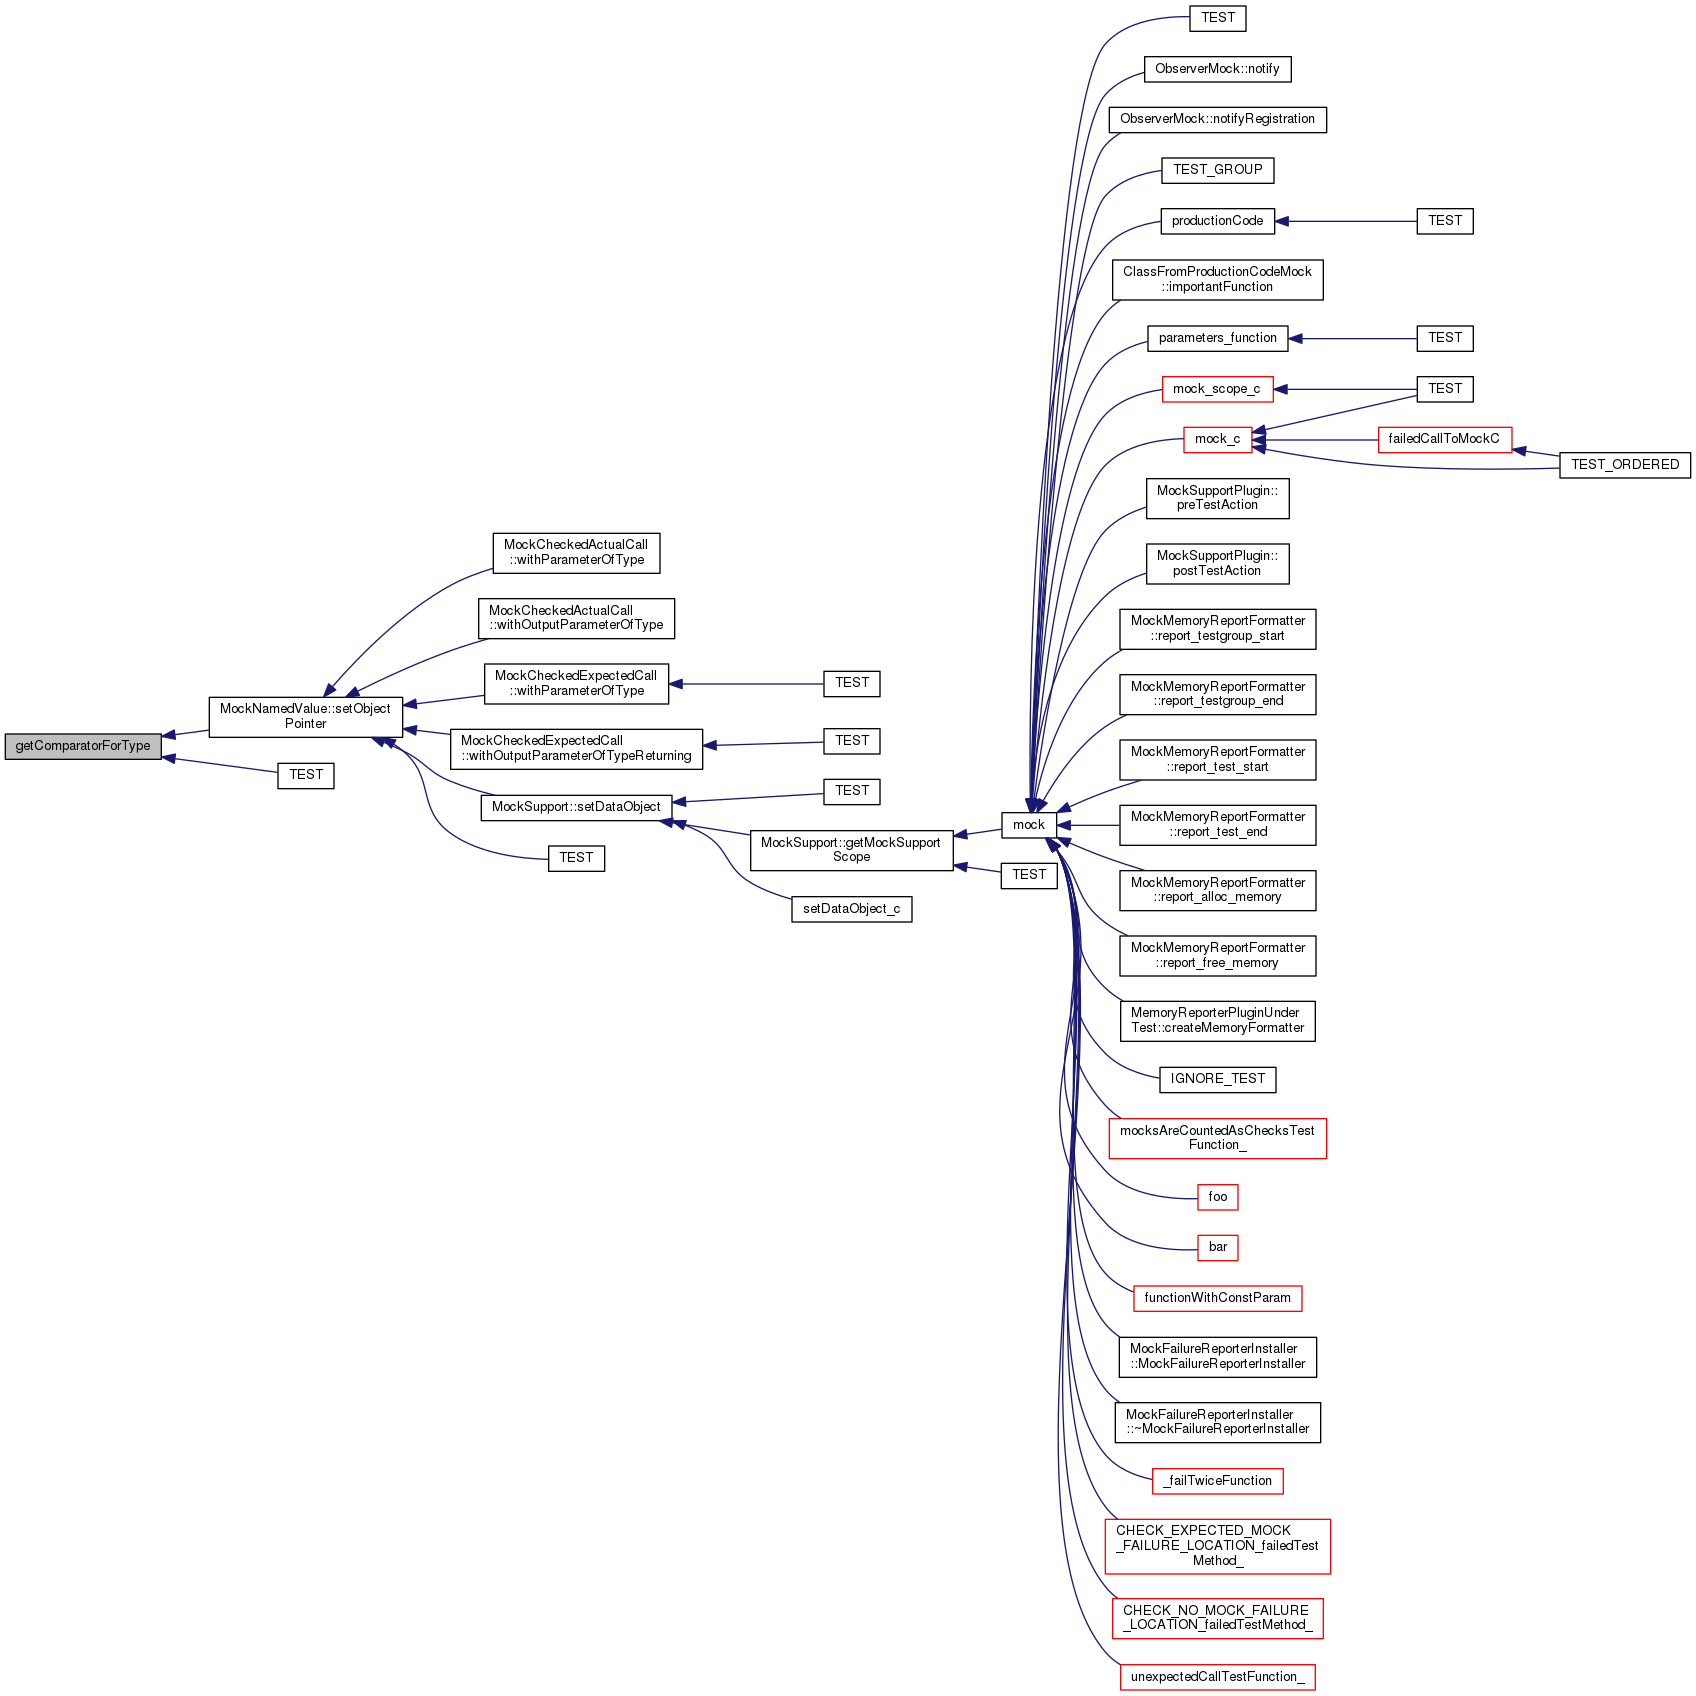 getComparatorForType
MockNamedValue::setObject
Pointer
TEST
MockCheckedActualCall
::withParameterOfType
MockCheckedActualCall
::withOutputParameterOfType
MockCheckedExpectedCall
::withParameterOfType
MockCheckedExpectedCall
::withOutputParameterOfTypeReturning
MockSupport::setDataObject
TEST
TEST
TEST
TEST
MockSupport::getMockSupport
Scope
setDataObject_c
mock
TEST
TEST
ObserverMock::notify
ObserverMock::notifyRegistration
TEST_GROUP
productionCode
TEST
ClassFromProductionCodeMock
::importantFunction
parameters_function
TEST
mock_scope_c
TEST
mock_c
failedCallToMockC
TEST_ORDERED
MockSupportPlugin::
preTestAction
MockSupportPlugin::
postTestAction
MockMemoryReportFormatter
::report_testgroup_start
MockMemoryReportFormatter
::report_testgroup_end
MockMemoryReportFormatter
::report_test_start
MockMemoryReportFormatter
::report_test_end
MockMemoryReportFormatter
::report_alloc_memory
MockMemoryReportFormatter
::report_free_memory
MemoryReporterPluginUnder
Test::createMemoryFormatter
IGNORE_TEST
mocksAreCountedAsChecksTest
Function_
foo
bar
functionWithConstParam
MockFailureReporterInstaller
::MockFailureReporterInstaller
MockFailureReporterInstaller
::~MockFailureReporterInstaller
_failTwiceFunction
CHECK_EXPECTED_MOCK
_FAILURE_LOCATION_failedTest
Method_
CHECK_NO_MOCK_FAILURE
_LOCATION_failedTestMethod_
unexpectedCallTestFunction_